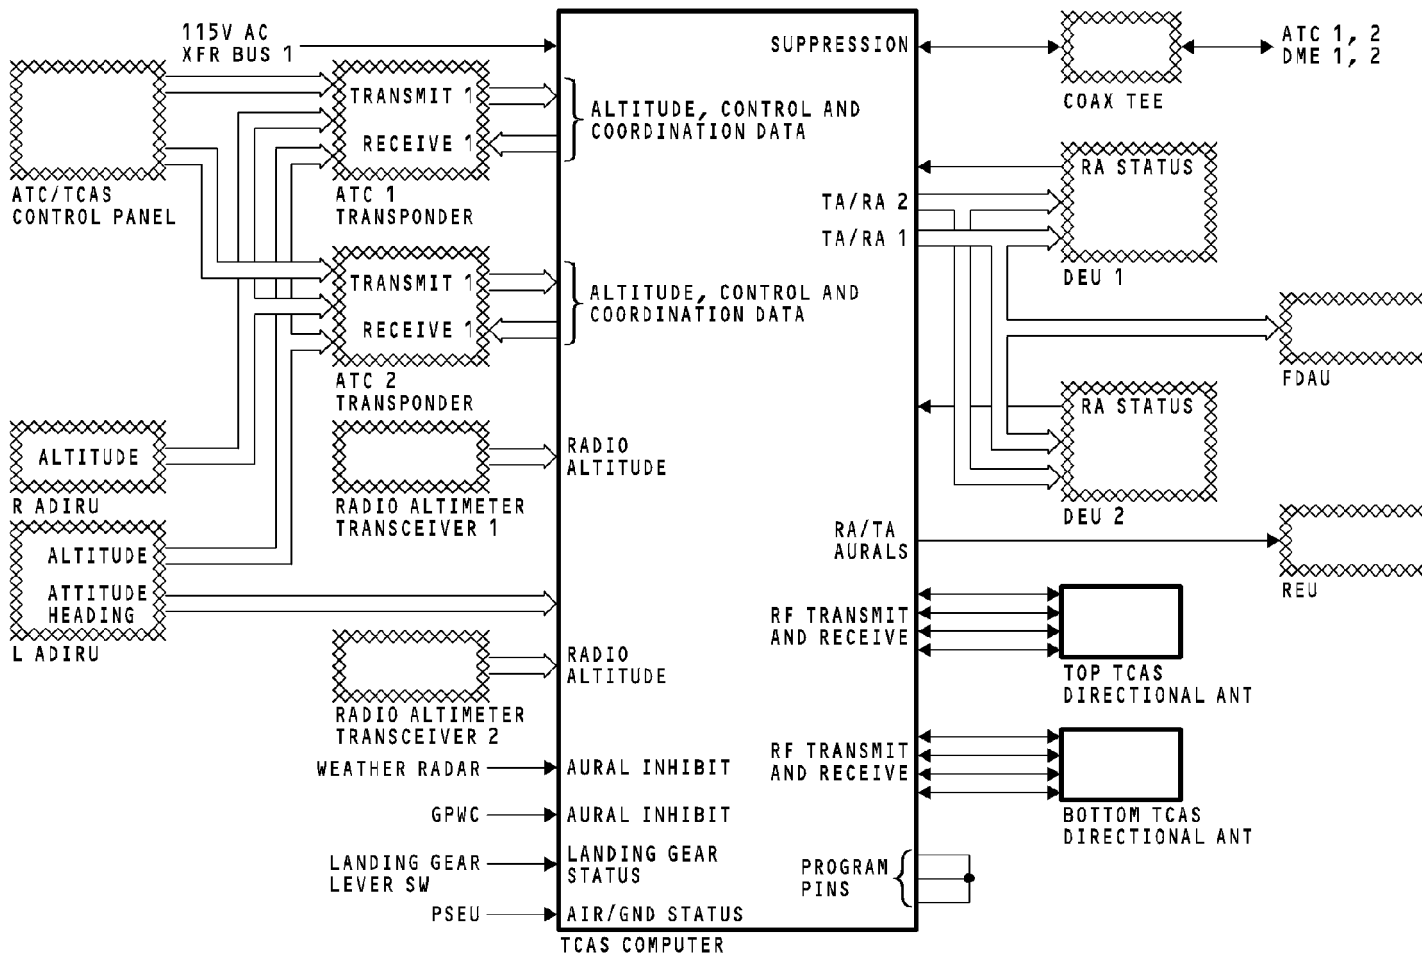 115V AC
XFR BUS 1
ATC/TCAS
CONTROL PANEL
TRANSMIT 1
RECEIVE 1
ATC 1
TRANSPONDER
TRANSMIT 1
RECEIVE 1
ATC 2
TRANSPONDER
ALTITUDE
R ADIRU
ALTITUDE
ATTITUDE
HEADING
L ADIRU
RADIO ALTIMETER
TRANSCEIVER 1
RADIO ALTIMETER
TRANSCEIVER 2
WEATHER RADAR
GPWC
LANDING GEAR
LEVER SW
PSEU
ALTITUDE, CONTROL AND
COORDINATION DATA
ALTITUDE, CONTROL AND
COORDINATION DATA
RADIO
ALTITUDE
RADIO
ALTITUDE
AURAL INHIBIT
AURAL INHIBIT
LANDING GEAR
STATUS
AIR/GND STATUS
TCAS COMPUTER
SUPPRESSION
TA/RA 2
TA/RA 1
RA/TA
AURALS
RF TRANSMIT
AND RECEIVE
RF TRANSMIT
AND RECEIVE
PROGRAM
PINS
COAX TEE
ATC 1, 2
DME 1, 2
RA STATUS
DEU 1
FDAU
RA STATUS
DEU 2
REU
TOP TCAS
DIRECTIONAL ANT
BOTTOM TCAS
DIRECTIONAL ANT